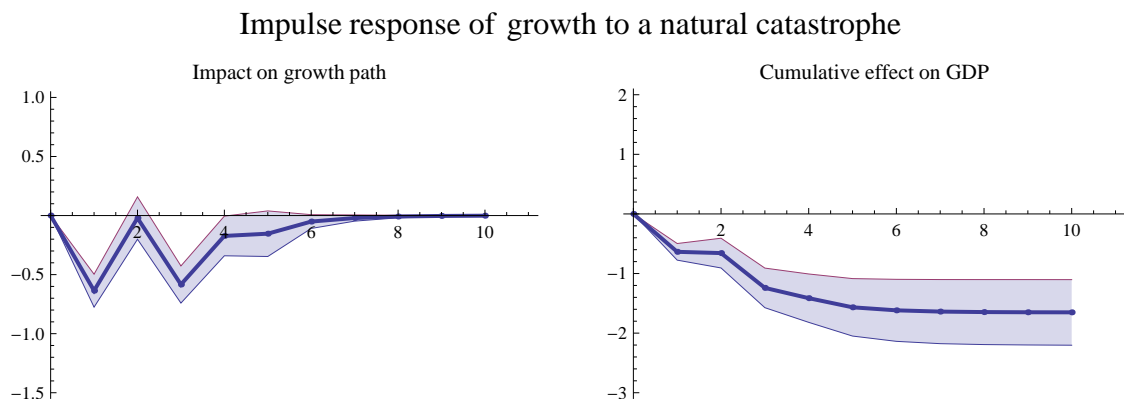 Impulse response of growth to a natural catastrophe
Impact on growth path
1.0
0.5
2 4 6 8 10
−0.5
−1.0
−1.5
Cumulative effect on GDP
2
1
2 4 6 8 10
−1
−2
−3